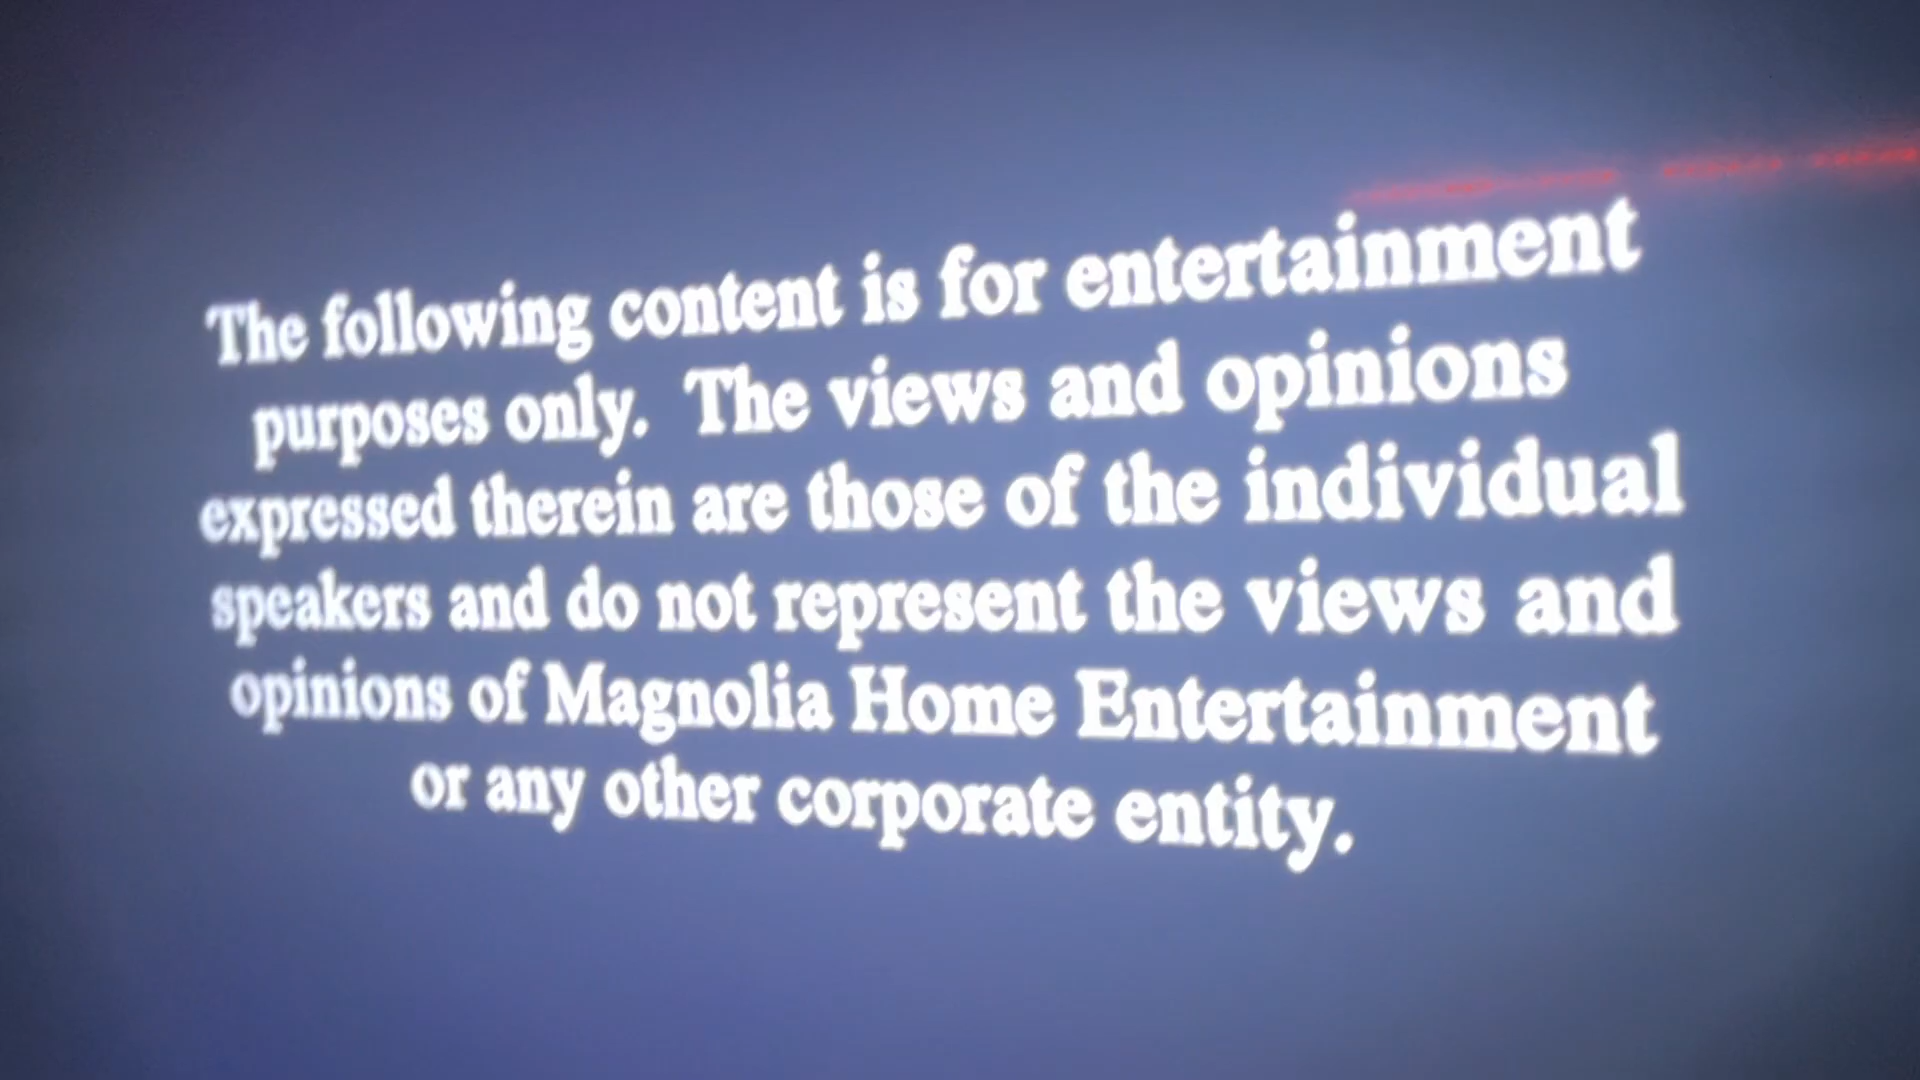 The following content is for entertainment
purposes only.  The views and opinions
expressed therein are those of the individual
speakers and do not represent the views and
opinions of Magnolia Home Entertainment
or any other corporate entity.